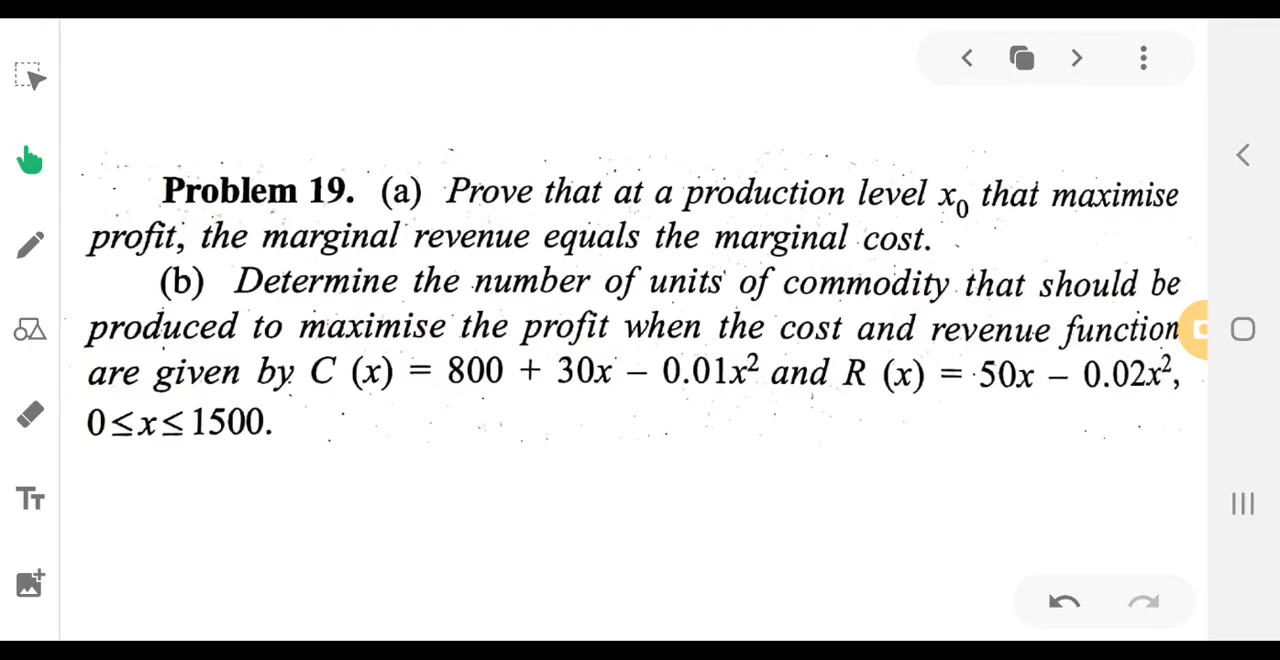 Problem 19. (a) Prove that at a production level x₀ that maximise
profit, the marginal revenue equals the marginal cost.
(b) Determine the number of units of commodity that should be
produced to maximise the profit when the cost and revenue function
are given by C (x) = 800 + 30x – 0.01x² and R (x) = 50x – 0.02x²,
0≤x≤1500.
Tт